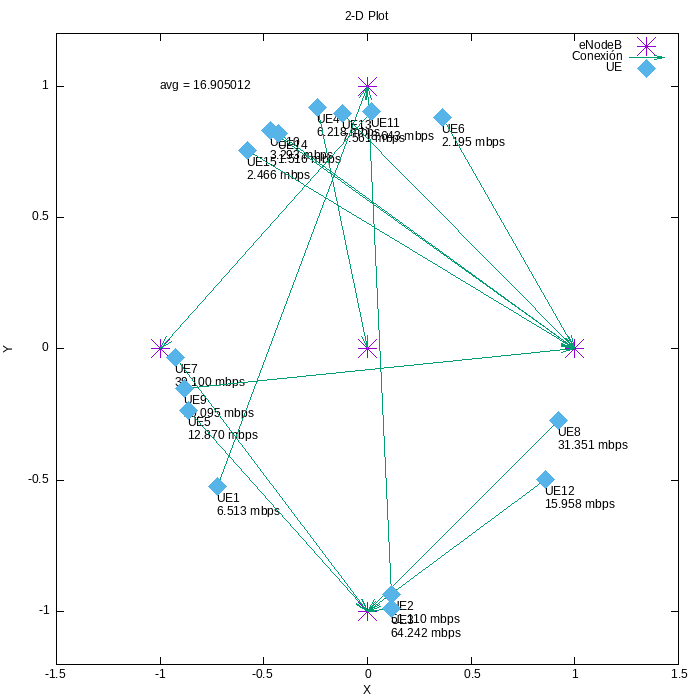 2-D Plot
eNodeB
Conexión
UE
avg = 16.905012
UE4
6.218 mbps
UE13
UE11
UE6
2.195 mbps
UE14
UE15
2.466 mbps
UE7
UE9
UE5
12.870 mbps
UE1
6.513 mbps
UE8
31.351 mbps
UE12
15.958 mbps
UE2
UE3
64.242 mbps
1
0.5
0
-0.5
-1
-1.5
-1
-0.5
0
0.5
1
1.5
X
Y